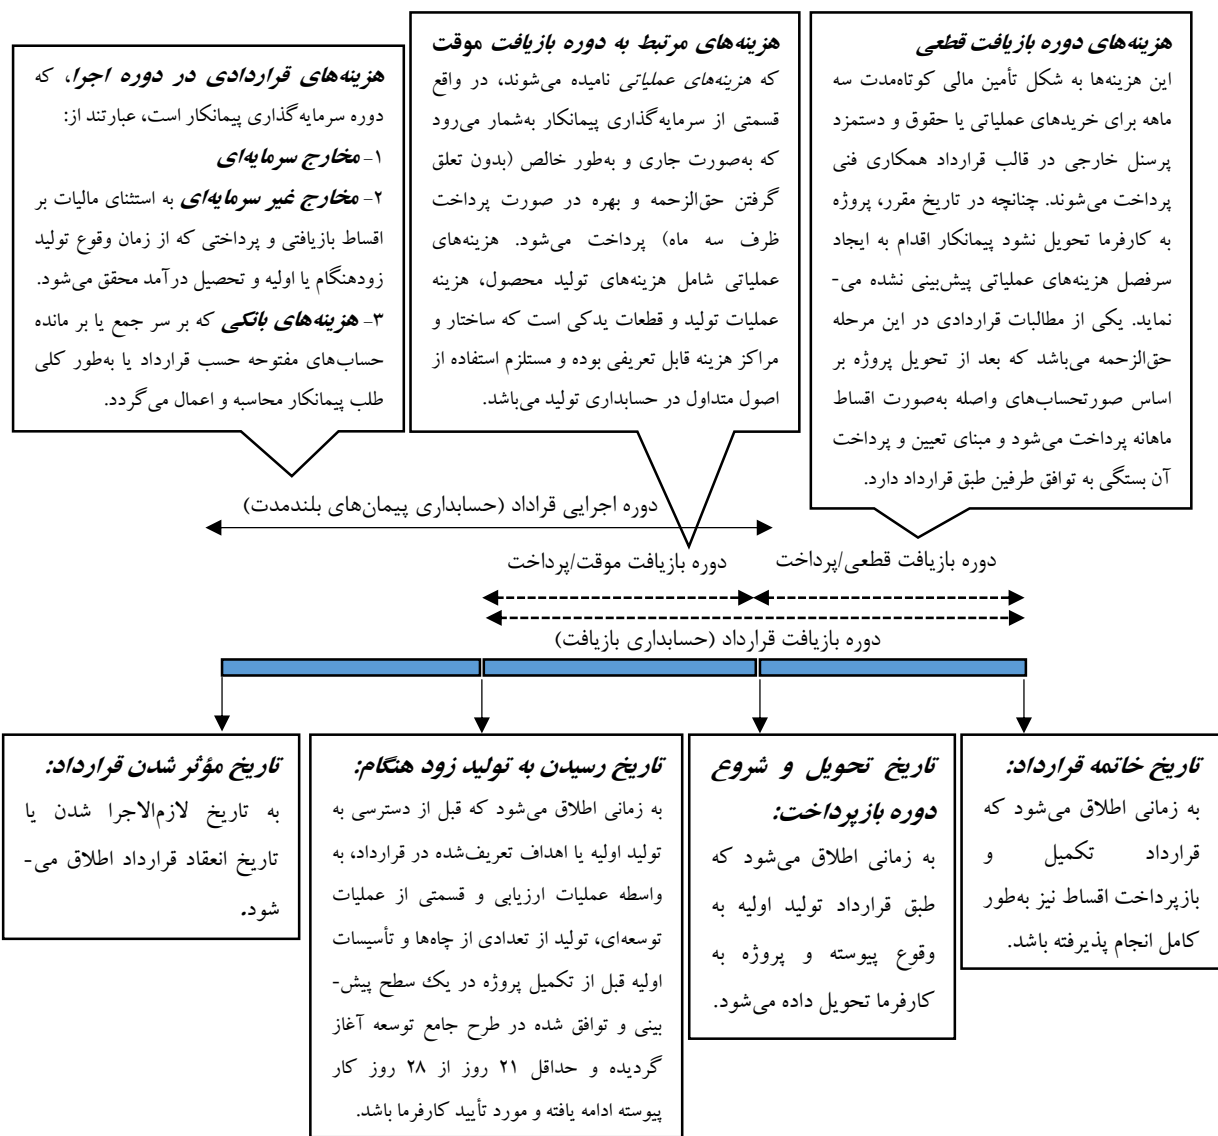 هزینه‌های دوره بازیافت قطعی
این هزینه‌ها به شکل تأمین مالی کوتاه‌مدت سه
ماهه برای خریدهای عملیاتی یا حقوق و دستمزد
پرسنل خارجی در قالب قرارداد همکاری فنی
پرداخت می‌شوند. چنانچه در تاریخ مقرر، پروژه
به کارفرما تحویل نشود پیمانکار اقدام به ایجاد
سرفصل هزینه‌های عملیاتی پیش‌بینی نشده می-
نماید. یکی از مطالبات قراردادی در این مرحله
حق‌الزحمه می‌باشد که بعد از تحویل پروژه بر
اساس صورتحساب‌های واصله به‌صورت اقساط
ماهانه پرداخت می‌شود و مبنای تعیین و پرداخت
آن بستگی به توافق طرفین طبق قرارداد دارد.
هزینه‌های مرتبط به دوره بازیافت موقت
که هزینه‌های عملیاتی نامیده می‌شوند، در واقع
قسمتی از سرمایه‌گذاری پیمانکار به‌شمار می‌رود
که به‌صورت جاری و به‌طور خالص (بدون تعلق
گرفتن حق‌الزحمه و بهره در صورت پرداخت
ظرف سه ماه) پرداخت می‌شود. هزینه‌های
عملیاتی شامل هزینه‌های تولید محصول، هزینه
عملیات تولید و قطعات یدکی است که ساختار و
مراکز هزینه قابل تعریفی بوده و مستلزم استفاده از
اصول متداول در حسابداری تولید می‌باشد.
هزینه‌های قراردادی در دوره اجرا، که
دوره سرمایه‌گذاری پیمانکار است، عبارتند از:
۱- مخارج سرمایه‌ای
۲- مخارج غیر سرمایه‌ای به استثنای مالیات بر
اقساط بازیافتی و پرداختی که از زمان وقوع تولید
زودهنگام یا اولیه و تحصیل درآمد محقق می‌شود.
۳- هزینه‌های بانکی که بر سر جمع یا بر مانده
حساب‌های مفتوحه حسب قرارداد یا به‌طور کلی
طلب پیمانکار محاسبه و اعمال می‌گردد.
دوره اجرایی قراداد (حسابداری پیمان‌های بلندمدت)
دوره بازیافت قطعی/پرداخت
دوره بازیافت موقت/پرداخت
دوره بازیافت قرارداد (حسابداری بازیافت)
تاریخ خاتمه قرارداد:
به زمانی اطلاق می‌شود که
قرارداد تکمیل و
بازپرداخت اقساط نیز به‌طور
کامل انجام پذیرفته باشد.
تاریخ تحویل و شروع
دوره بازپرداخت:
به زمانی اطلاق می‌شود که
طبق قرارداد تولید اولیه به
وقوع پیوسته و پروژه به
کارفرما تحویل داده می‌شود.
تاریخ رسیدن به تولید زود هنگام:
به زمانی اطلاق می‌شود که قبل از دسترسی به
تولید اولیه یا اهداف تعریف‌شده در قرارداد، به
واسطه عملیات ارزیابی و قسمتی از عملیات
توسعه‌ای، تولید از تعدادی از چاه‌ها و تأسیسات
اولیه قبل از تکمیل پروژه در یک سطح پیش-
بینی و توافق شده در طرح جامع توسعه آغاز
گردیده و حداقل ۲۱ روز از ۲۸ روز کار
پیوسته ادامه یافته و مورد تأیید کارفرما باشد.
تاریخ مؤثر شدن قرارداد:
به تاریخ لازم‌الاجرا شدن یا
تاریخ انعقاد قرارداد اطلاق می-
شود.